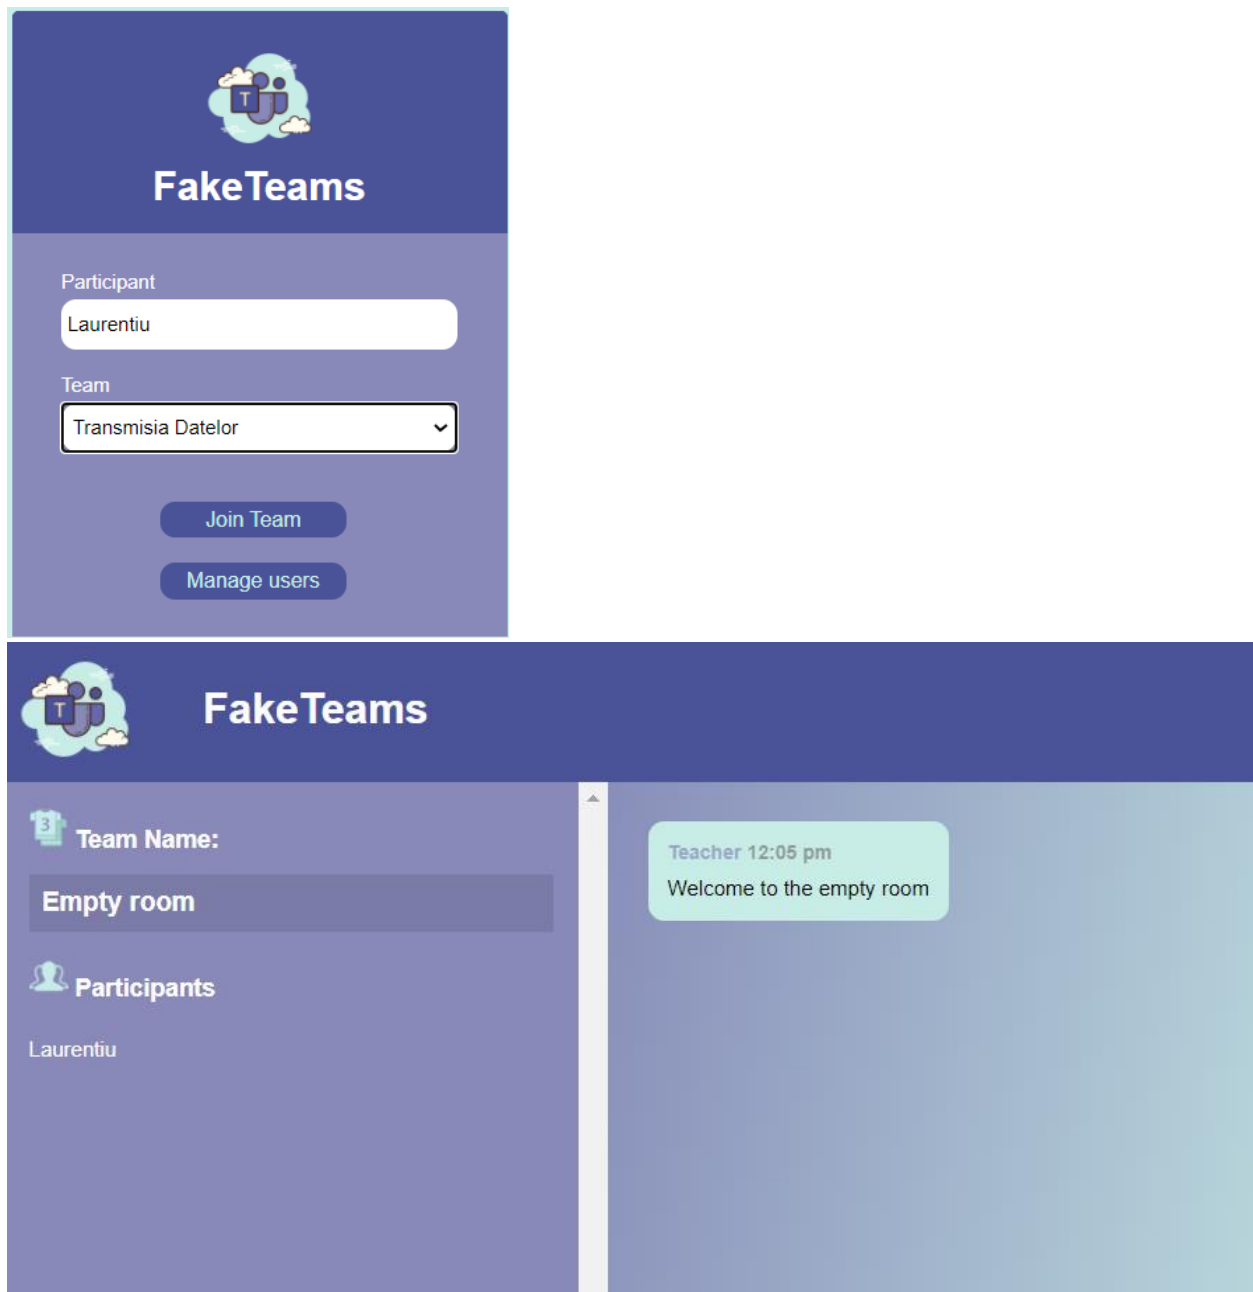 T
FakeTeams
Participant
Laurentiu
Team
Transmisia Datelor
Join Team
Manage users
T
FakeTeams
3
Team Name:
Empty room
Participants
Laurentiu
Teacher 12:05 pm
Welcome to the empty room